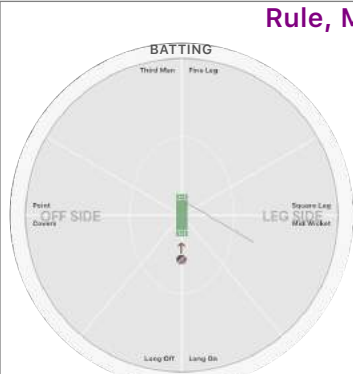 Rule, M
BATTING
Third Man Fine Leg
Point Square Leg
OFF SIDE LEG SIDE
Covers Mid Wicket
Long Off Long On